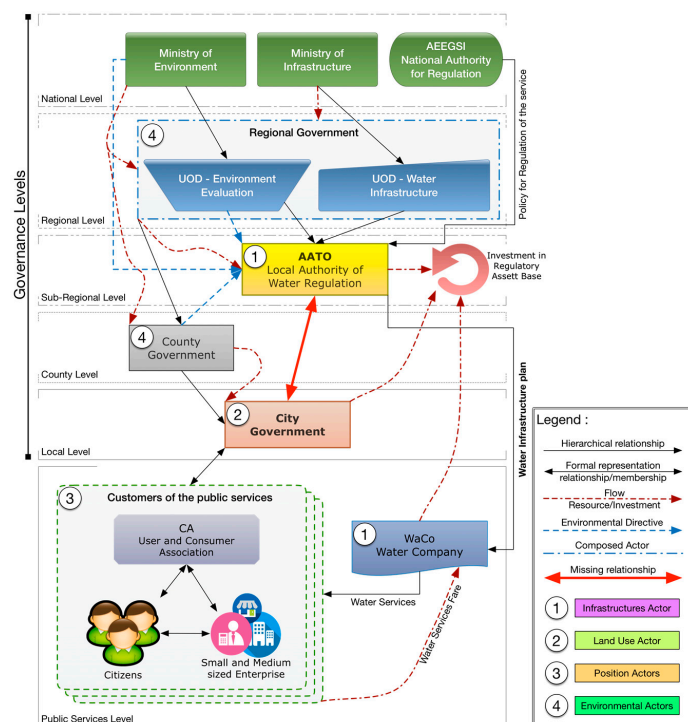 Governance Levels
Ministry of
Environment
Ministry of
Infrastructure
AEEGSI
National Authority
for Regulation
National Level
Policy for Regulation of the service
4
Regional Government
UOD - Environment
Evaluation
UOD - Water
Infrastructure
Regional Level
1
AATO
Local Authority of
Water Regulation
Investment in
Regulatory
Assett Base
Sub-Regional Level
4
County
Government
County Level
Water Infrastructure plan
2
City
Government
Local Level
3
Customers of the public services
CA
User and Consumer
Association
Citizens
Small and Medium
sized Enterprise
1
WaCo
Water Company
Water Services
Water Services Fare
Public Services Level
Legend :
Hierarchical relationship
Formal representation
relationship/membership
Flow
Resource/Investment
Environmental Directive
Composed Actor
Missing relationship
1 Infrastructures Actor
2 Land Use Actor
3 Position Actors
4 Environmental Actors